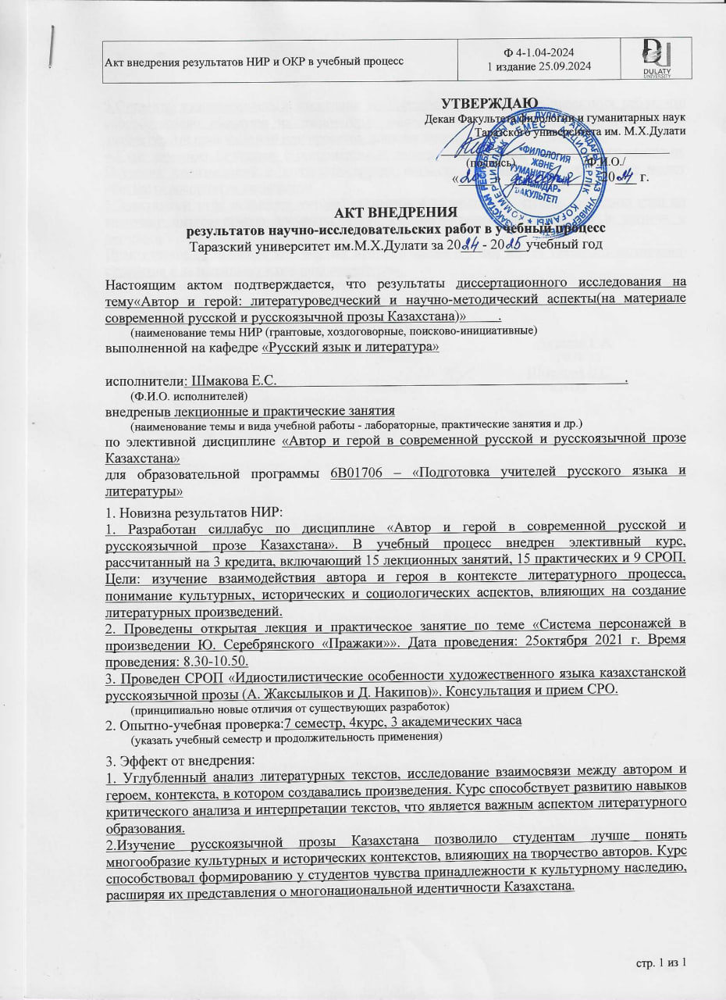 Акт внедрения результатов НИР и ОКР в учебный процесс
Ф 4-1.04-2024
1 издание 25.09.2024
DULATY
UNIVERSITY
УТВЕРЖДАЮ
Декан Факультета филологии и гуманитарных наук
Таразского университета им. М.Х.Дулати
(подпись) Ф.И.О./
« » 2024 г.
«ФИЛОЛОГИЯ
ЖӘНЕ
ГУМАНИТАРЛЫҚ
ҒЫЛЫМДАР»
ФАКУЛЬТЕТІ
АКТ ВНЕДРЕНИЯ
результатов научно-исследовательских работ в учебный процесс
Таразский университет им.М.Х.Дулати за 2024 - 2025 учебный год
Настоящим актом подтверждается, что результаты диссертационного исследования на
тему«Автор и герой: литературоведческий и научно-методический аспекты(на материале
современной русской и русскоязычной прозы Казахстана)» .
(наименование темы НИР (грантовые, хоздоговорные, поисково-инициативные)
выполненной на кафедре «Русский язык и литература»
исполнители: Шмакова Е.С. .
(Ф.И.О. исполнителей)
внедреныв лекционные и практические занятия
(наименование темы и вида учебной работы - лабораторные, практические занятия и др.)
по элективной дисциплине «Автор и герой в современной русской и русскоязычной прозе
Казахстана»
для образовательной программы 6В01706 – «Подготовка учителей русского языка и
литературы»
1. Новизна результатов НИР:
1. Разработан силлабус по дисциплине «Автор и герой в современной русской и
русскоязычной прозе Казахстана». В учебный процесс внедрен элективный курс,
рассчитанный на 3 кредита, включающий 15 лекционных занятий, 15 практических и 9 СРОП.
Цели: изучение взаимодействия автора и героя в контексте литературного процесса,
понимание культурных, исторических и социологических аспектов, влияющих на создание
литературных произведений.
2. Проведены открытая лекция и практическое занятие по теме «Система персонажей в
произведении Ю. Серебрянского «Пражаки»». Дата проведения: 25октября 2021 г. Время
проведения: 8.30-10.50.
3. Проведен СРОП «Идиостилистические особенности художественного языка казахстанской
русскоязычной прозы (А. Жаксылыков и Д. Накипов)». Консультация и прием СРО.
(принципиально новые отличия от существующих разработок)
2. Опытно-учебная проверка:7 семестр, 4курс, 3 академических часа
(указать учебный семестр и продолжительность применения)
3. Эффект от внедрения:
1. Углубленный анализ литературных текстов, исследование взаимосвязи между автором и
героем, контекста, в котором создавались произведения. Курс способствует развитию навыков
критического анализа и интерпретации текстов, что является важным аспектом литературного
образования.
2.Изучение русскоязычной прозы Казахстана позволило студентам лучше понять
многообразие культурных и исторических контекстов, влияющих на творчество авторов. Курс
способствовал формированию у студентов чувства принадлежности к культурному наследию,
расширяя их представления о многонациональной идентичности Казахстана.
стр. 1 из 1